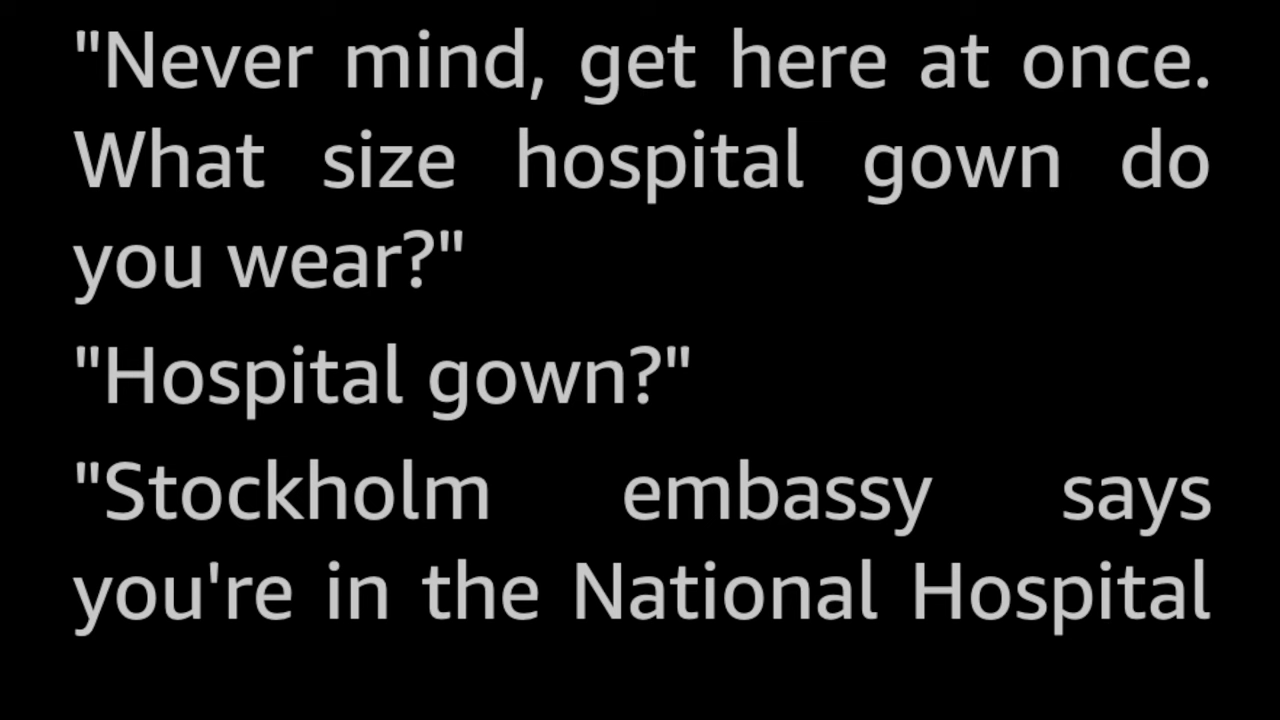 "Never mind, get here at once.
What size hospital gown do
you wear?"
"Hospital gown?"
"Stockholm embassy says
you're in the National Hospital